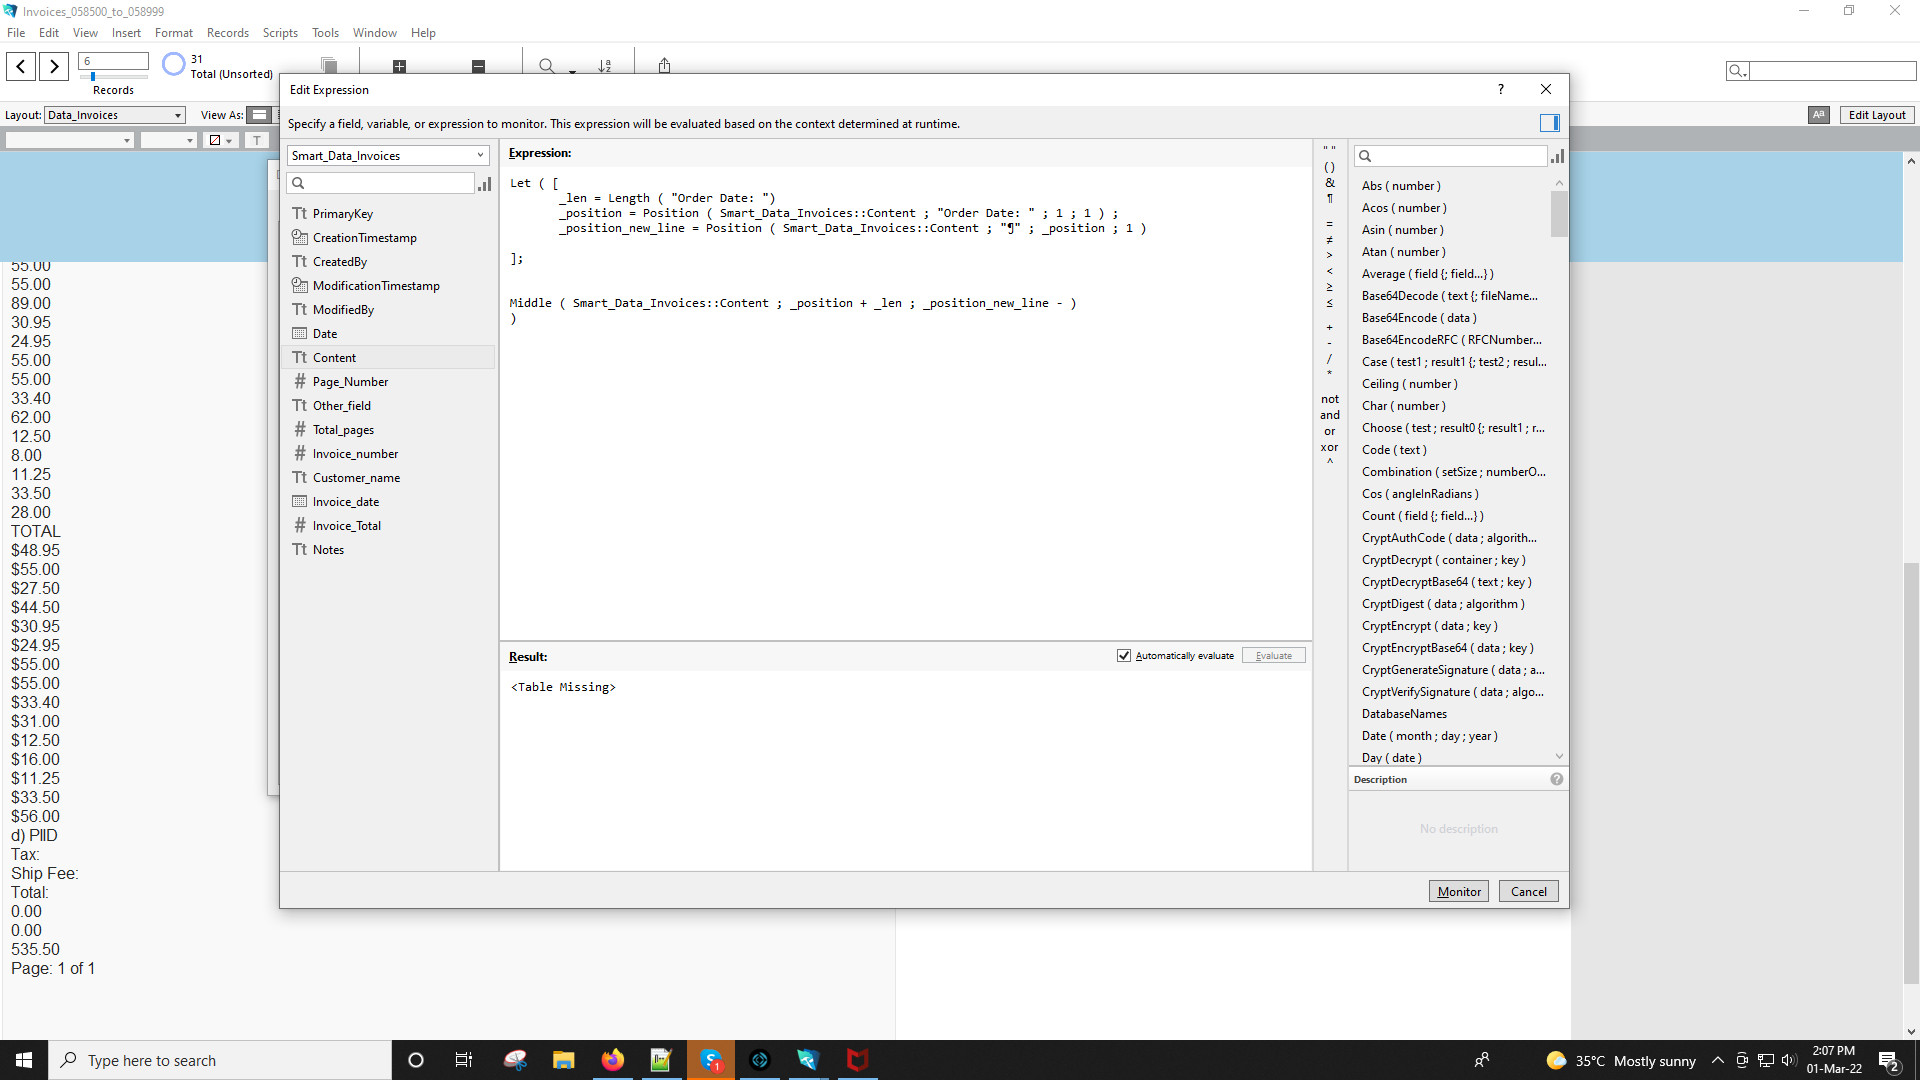 Invoices_058500_to_058999
File Edit View Insert Format Records Scripts Tools Window Help
6
31
Total (Unsorted)
Records
Layout: Data_Invoices View As: Aa Edit Layout
T
55.00
55.00
89.00
30.95
24.95
55.00
55.00
33.40
62.00
12.50
8.00
11.25
33.50
28.00
TOTAL
$48.95
$55.00
$27.50
$44.50
$30.95
$24.95
$55.00
$55.00
$33.40
$31.00
$12.50
$16.00
$11.25
$33.50
$56.00
d) PIID
Tax:
Ship Fee:
Total:
0.00
0.00
535.50
Page: 1 of 1
Edit Expression ?
Specify a field, variable, or expression to monitor. This expression will be evaluated based on the context determined at runtime.
Smart_Data_Invoices
Tt PrimaryKey
CreationTimestamp
Tt CreatedBy
ModificationTimestamp
Tt ModifiedBy
Date
Tt Content
# Page_Number
Tt Other_field
# Total_pages
# Invoice_number
Tt Customer_name
Invoice_date
# Invoice_Total
Tt Notes
Expression:
Let ( [
_len = Length ( "Order Date: ")
_position = Position ( Smart_Data_Invoices::Content ; "Order Date: " ; 1 ; 1 ) ;
_position_new_line = Position ( Smart_Data_Invoices::Content ; "¶" ; _position ; 1 )
];
Middle ( Smart_Data_Invoices::Content ; _position + _len ; _position_new_line - )
)
Result:
Automatically evaluate Evaluate
<Table Missing>
" "
( )
&
¶
=
≠
>
<
≥
≤
+
-
/
*
not
and
or
xor
^
Abs ( number )
Acos ( number )
Asin ( number )
Atan ( number )
Average ( field {; field...} )
Base64Decode ( text {; fileName...
Base64Encode ( data )
Base64EncodeRFC ( RFCNumber...
Case ( test1 ; result1 {; test2 ; resul...
Ceiling ( number )
Char ( number )
Choose ( test ; result0 {; result1 ; r...
Code ( text )
Combination ( setSize ; numberO...
Cos ( angleInRadians )
Count ( field {; field...} )
CryptAuthCode ( data ; algorith...
CryptDecrypt ( container ; key )
CryptDecryptBase64 ( text ; key )
CryptDigest ( data ; algorithm )
CryptEncrypt ( data ; key )
CryptEncryptBase64 ( data ; key )
CryptGenerateSignature ( data ; a...
CryptVerifySignature ( data ; algo...
DatabaseNames
Date ( month ; day ; year )
Day ( date )
Description ?
No description
Monitor Cancel
Type here to search
S 1
35°C Mostly sunny
2:07 PM
01-Mar-22
2